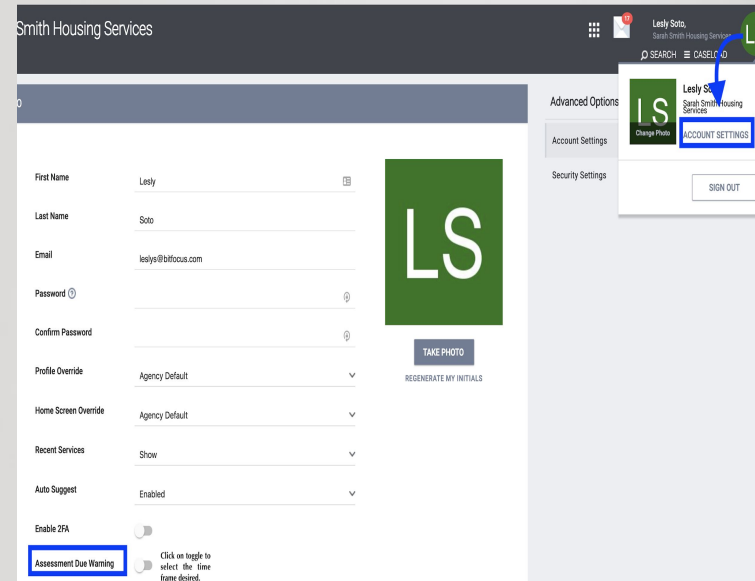 Smith Housing Services
17
Lesly Soto,
Sarah Smith Housing Services
SEARCH
CASELOAD
Advanced Options
Account Settings
Security Settings
LS
Change Photo
Lesly Soto
Sarah Smith Housing
Services
ACCOUNT SETTINGS
SIGN OUT
First Name
Lesly
Last Name
Soto
Email
leslys@bitfocus.com
Password ?
Confirm Password
Profile Override
Agency Default
Home Screen Override
Agency Default
Recent Services
Show
Auto Suggest
Enabled
Enable 2FA
Assessment Due Warning
Click on toggle to
select the time
frame desired.
LS
TAKE PHOTO
REGENERATE MY INITIALS